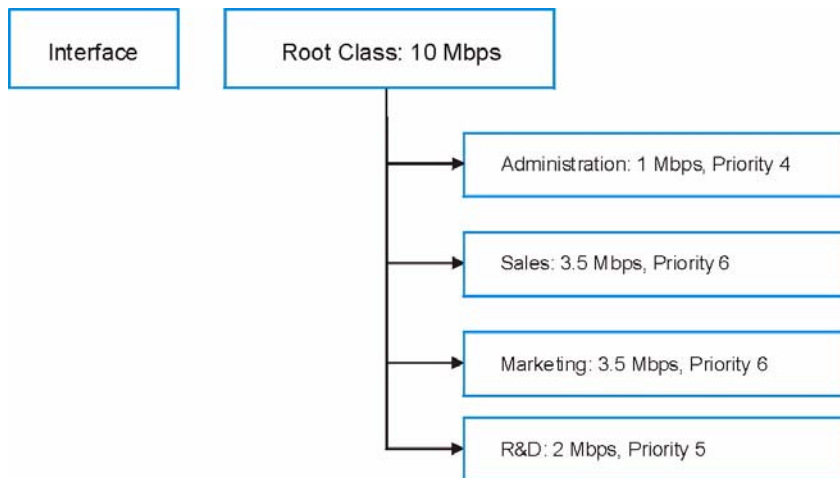 Interface
Root Class: 10 Mbps
Administration: 1 Mbps, Priority 4
Sales: 3.5 Mbps, Priority 6
Marketing: 3.5 Mbps, Priority 6
R&D: 2 Mbps, Priority 5